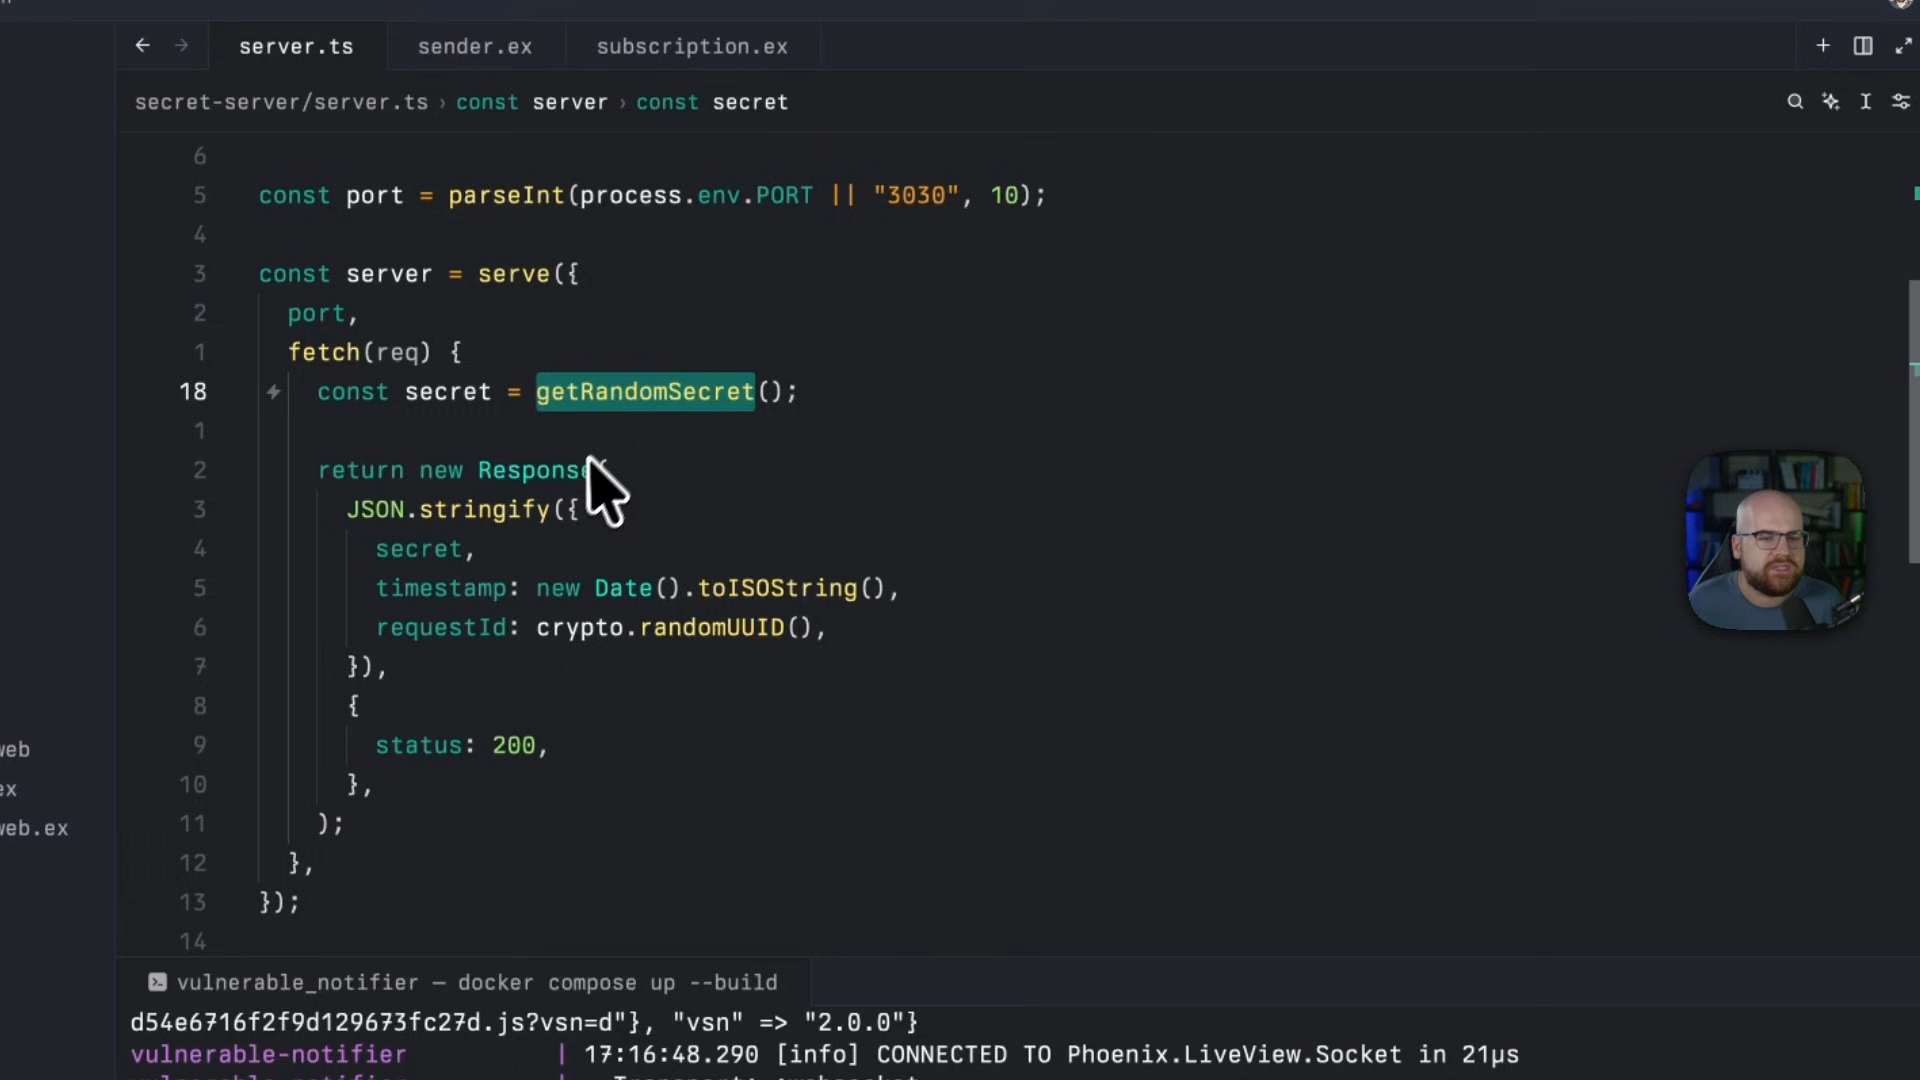 server.ts
sender.ex
subscription.ex
secret-server/server.ts › const server › const secret
6
5 const port = parseInt(process.env.PORT || "3030", 10);
4
3 const server = serve({
2 port,
1 fetch(req) {
18 const secret = getRandomSecret();
1
2 return new Response(
3 JSON.stringify({
4 secret,
5 timestamp: new Date().toISOString(),
6 requestId: crypto.randomUUID(),
7 }),
8 {
9 status: 200,
10 },
11 );
12 },
13 });
14
web
ex
web.ex
vulnerable_notifier — docker compose up --build
d54e6716f2f9d129673fc27d.js?vsn=d"}, "vsn" => "2.0.0"}
vulnerable-notifier | 17:16:48.290 [info] CONNECTED TO Phoenix.LiveView.Socket in 21µs